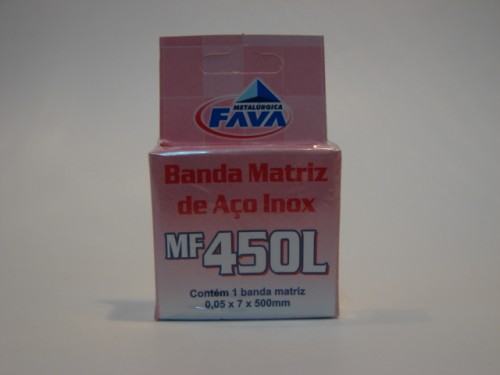 METALÚRGICA
FAVA
Banda Matriz
de Aço Inox
MF450L
Contém 1 banda matriz
0,05 x 7 x 500mm